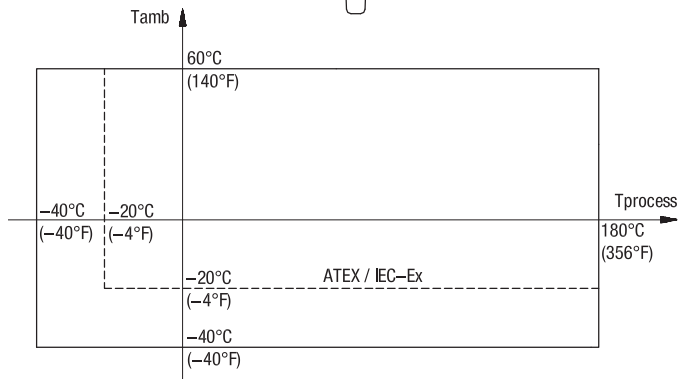 Tamb
60°C
(140°F)
Tprocess
–40°C
(–40°F)
–20°C
(–4°F)
180°C
(356°F)
–20°C
(–4°F)
ATEX / IEC–Ex
–40°C
(–40°F)